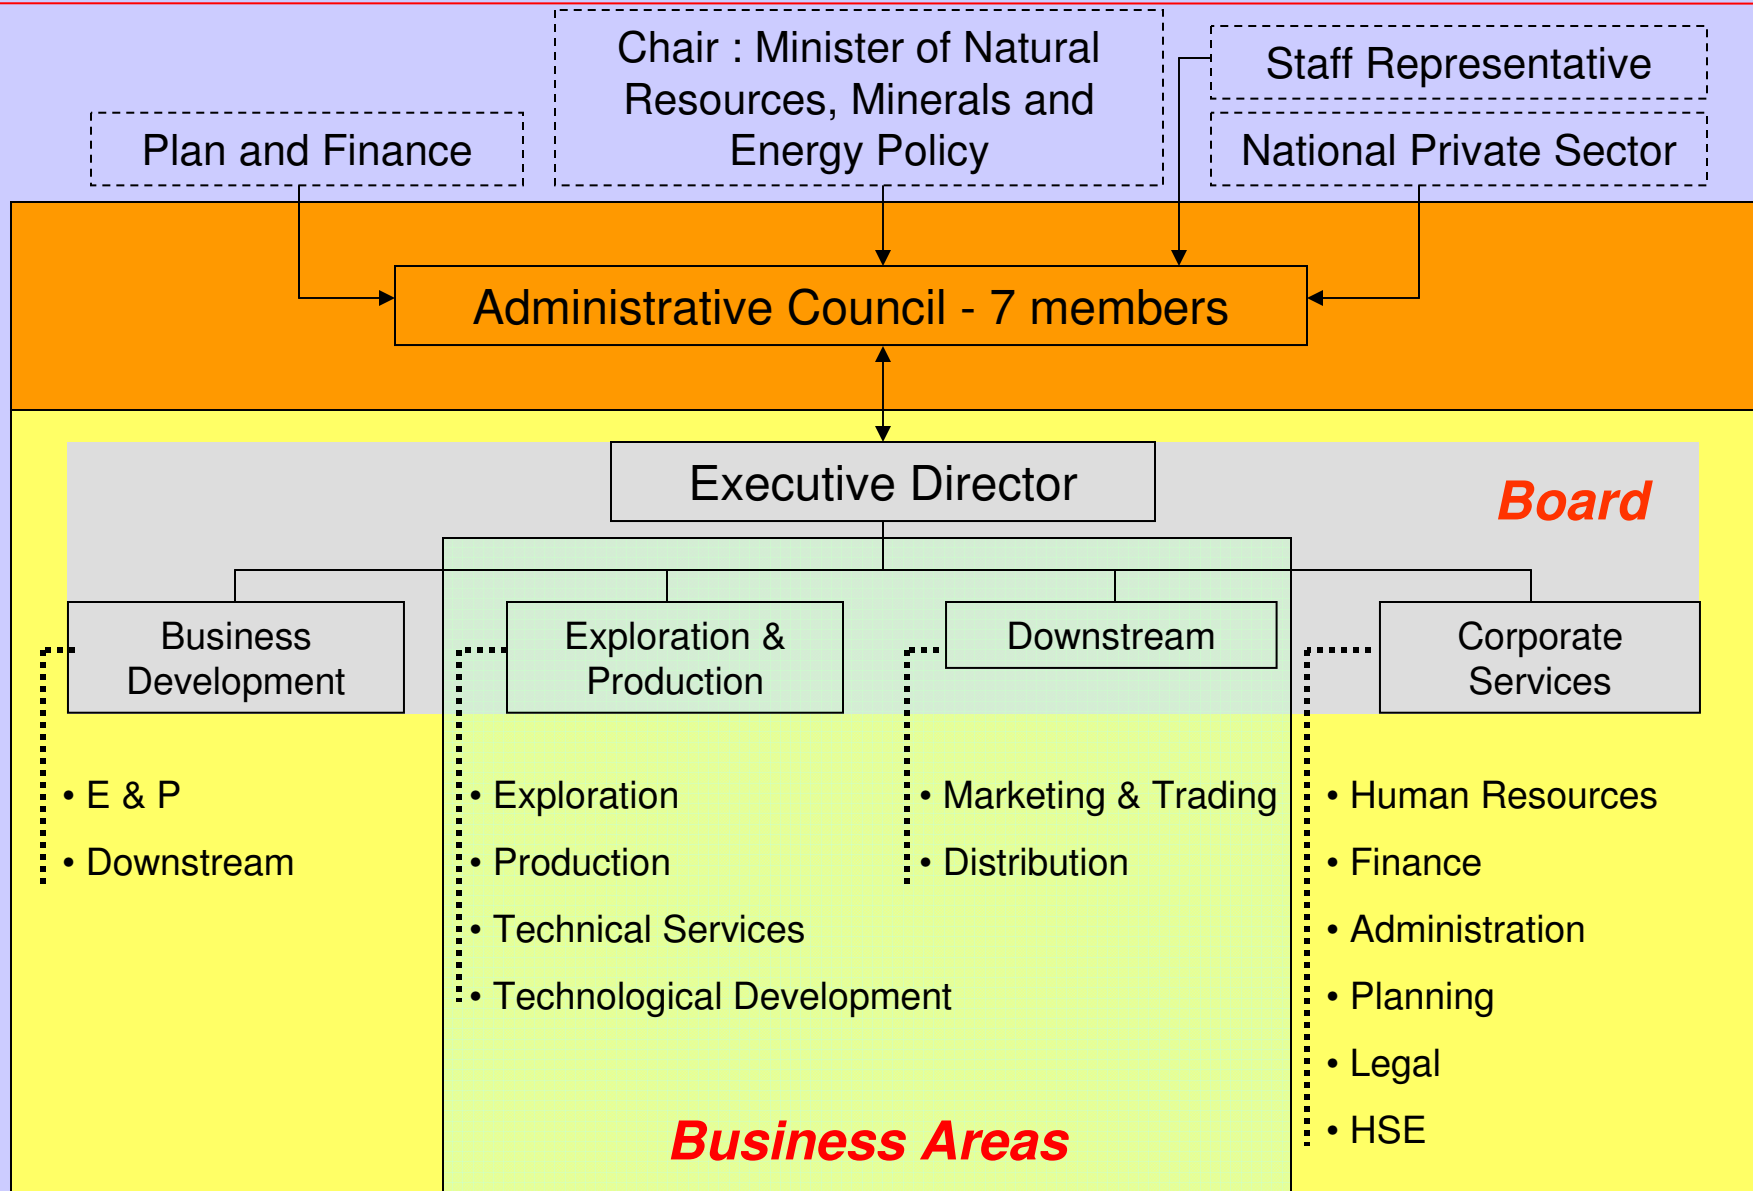 Chair : Minister of Natural
Resources, Minerals and
Energy Policy
Staff Representative
Plan and Finance
National Private Sector
Administrative Council - 7 members
Executive Director
Board
Business
Development
Exploration &
Production
Downstream
Corporate
Services
• E & P
• Downstream
• Exploration
• Production
• Technical Services
• Technological Development
• Marketing & Trading
• Distribution
• Human Resources
• Finance
• Administration
• Planning
• Legal
• HSE
Business Areas